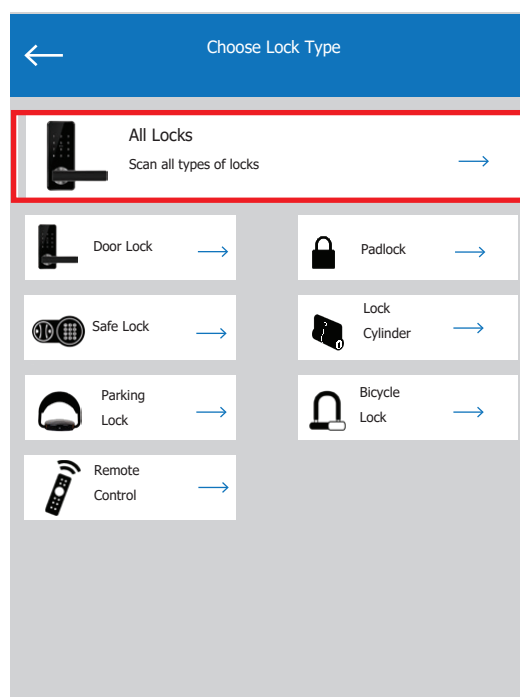 Choose Lock Type
All Locks
Scan all types of locks
Door Lock
Padlock
Safe Lock
Lock
Cylinder
Parking
Lock
Bicycle
Lock
Remote
Control